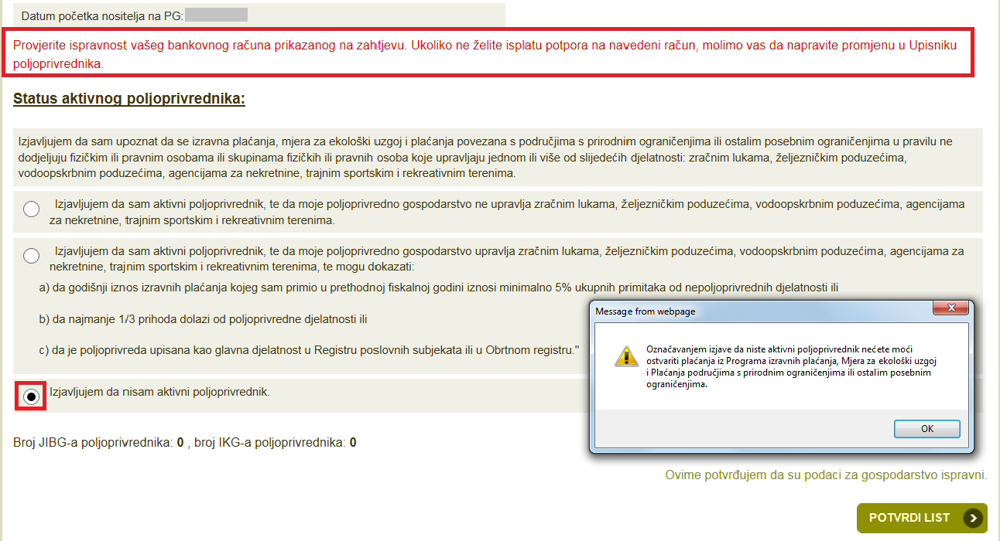 Datum početka nositelja na PG:
Provjerite ispravnost vašeg bankovnog računa prikazanog na zahtjevu. Ukoliko ne želite isplatu potpora na navedeni račun, molimo vas da napravite promjenu u Upisniku
poljoprivrednika.
Status aktivnog poljoprivrednika:
Izjavljujem da sam upoznat da se izravna plaćanja, mjera za ekološki uzgoj i plaćanja povezana s područjima s prirodnim ograničenjima ili ostalim posebnim ograničenjima u pravilu ne
dodjeljuju fizičkim ili pravnim osobama ili skupinama fizičkih ili pravnih osoba koje upravljaju jednom ili više od slijedećih djelatnosti: zračnim lukama, željezničkim poduzećima,
vodoopskrbnim poduzećima, agencijama za nekretnine, trajnim sportskim i rekreativnim terenima.
Izjavljujem da sam aktivni poljoprivrednik, te da moje poljoprivredno gospodarstvo ne upravlja zračnim lukama, željezničkim poduzećima, vodoopskrbnim poduzećima, agencijama
za nekretnine, trajnim sportskim i rekreativnim terenima.
Izjavljujem da sam aktivni poljoprivrednik, te da moje poljoprivredno gospodarstvo upravlja zračnim lukama, željezničkim poduzećima, vodoopskrbnim poduzećima, agencijama za
nekretnine, trajnim sportskim i rekreativnim terenima, te mogu dokazati:
a) da godišnji iznos izravnih plaćanja kojeg sam primio u prethodnoj fiskalnoj godini iznosi minimalno 5% ukupnih primitaka od nepoljoprivrednih djelatnosti ili
b) da najmanje 1/3 prihoda dolazi od poljoprivredne djelatnosti ili
c) da je poljoprivreda upisana kao glavna djelatnost u Registru poslovnih subjekata ili u Obrtnom registru."
Izjavljujem da nisam aktivni poljoprivrednik.
Message from webpage
Označavanjem izjave da niste aktivni poljoprivrednik nećete moći
ostvariti plaćanja iz Programa izravnih plaćanja, Mjera za ekološki uzgoj
i Plaćanja područjima s prirodnim ograničenjima ili ostalim posebnim
ograničenjima.
OK
Broj JIBG-a poljoprivrednika: 0 , broj IKG-a poljoprivrednika: 0
Ovime potvrđujem da su podaci za gospodarstvo ispravni.
POTVRDI LIST